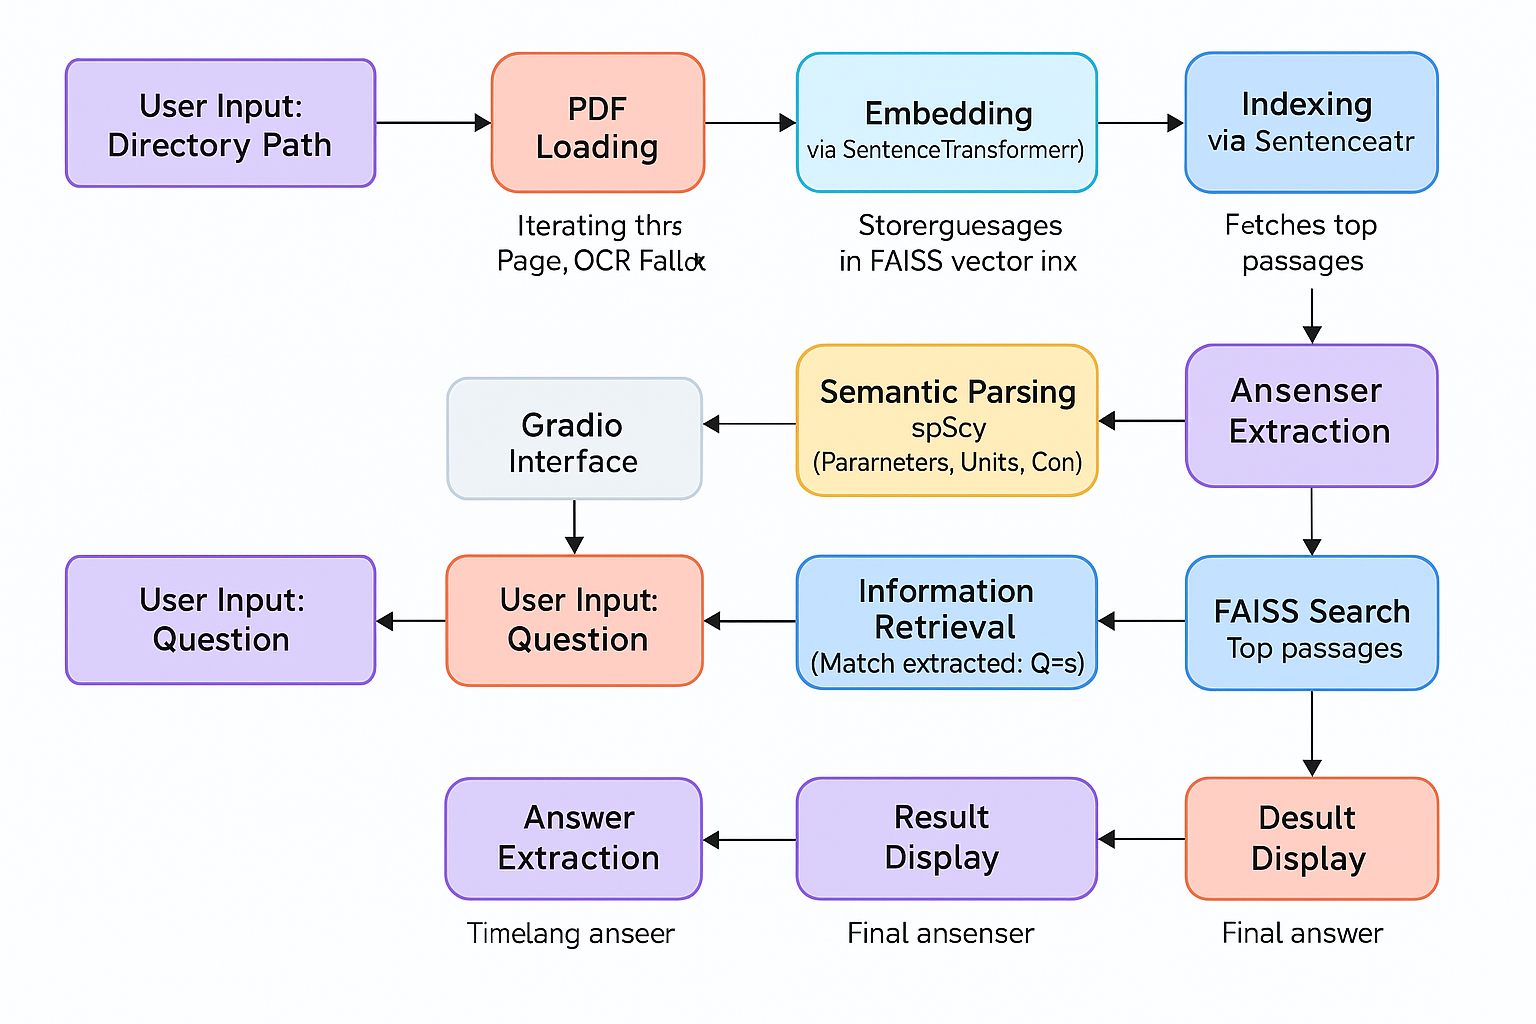 User Input:
Directory Path
PDF
Loading
Embedding
via SentenceTransformerr)
Indexing
via Sentenceatr
Iterating thrs
Page, OCR Fallox
Storerguesages
in FAISS vector inx
Fetches top
passages
Gradio
Interface
Semantic Parsing
spScy
(Pararneters, Units, Con)
Ansenser
Extraction
User Input:
Question
User Input:
Question
Information
Retrieval
(Match extracted: Q=s)
FAISS Search
Top passages
Answer
Extraction
Result
Display
Desult
Display
Timelang anseer
Final ansenser
Final answer